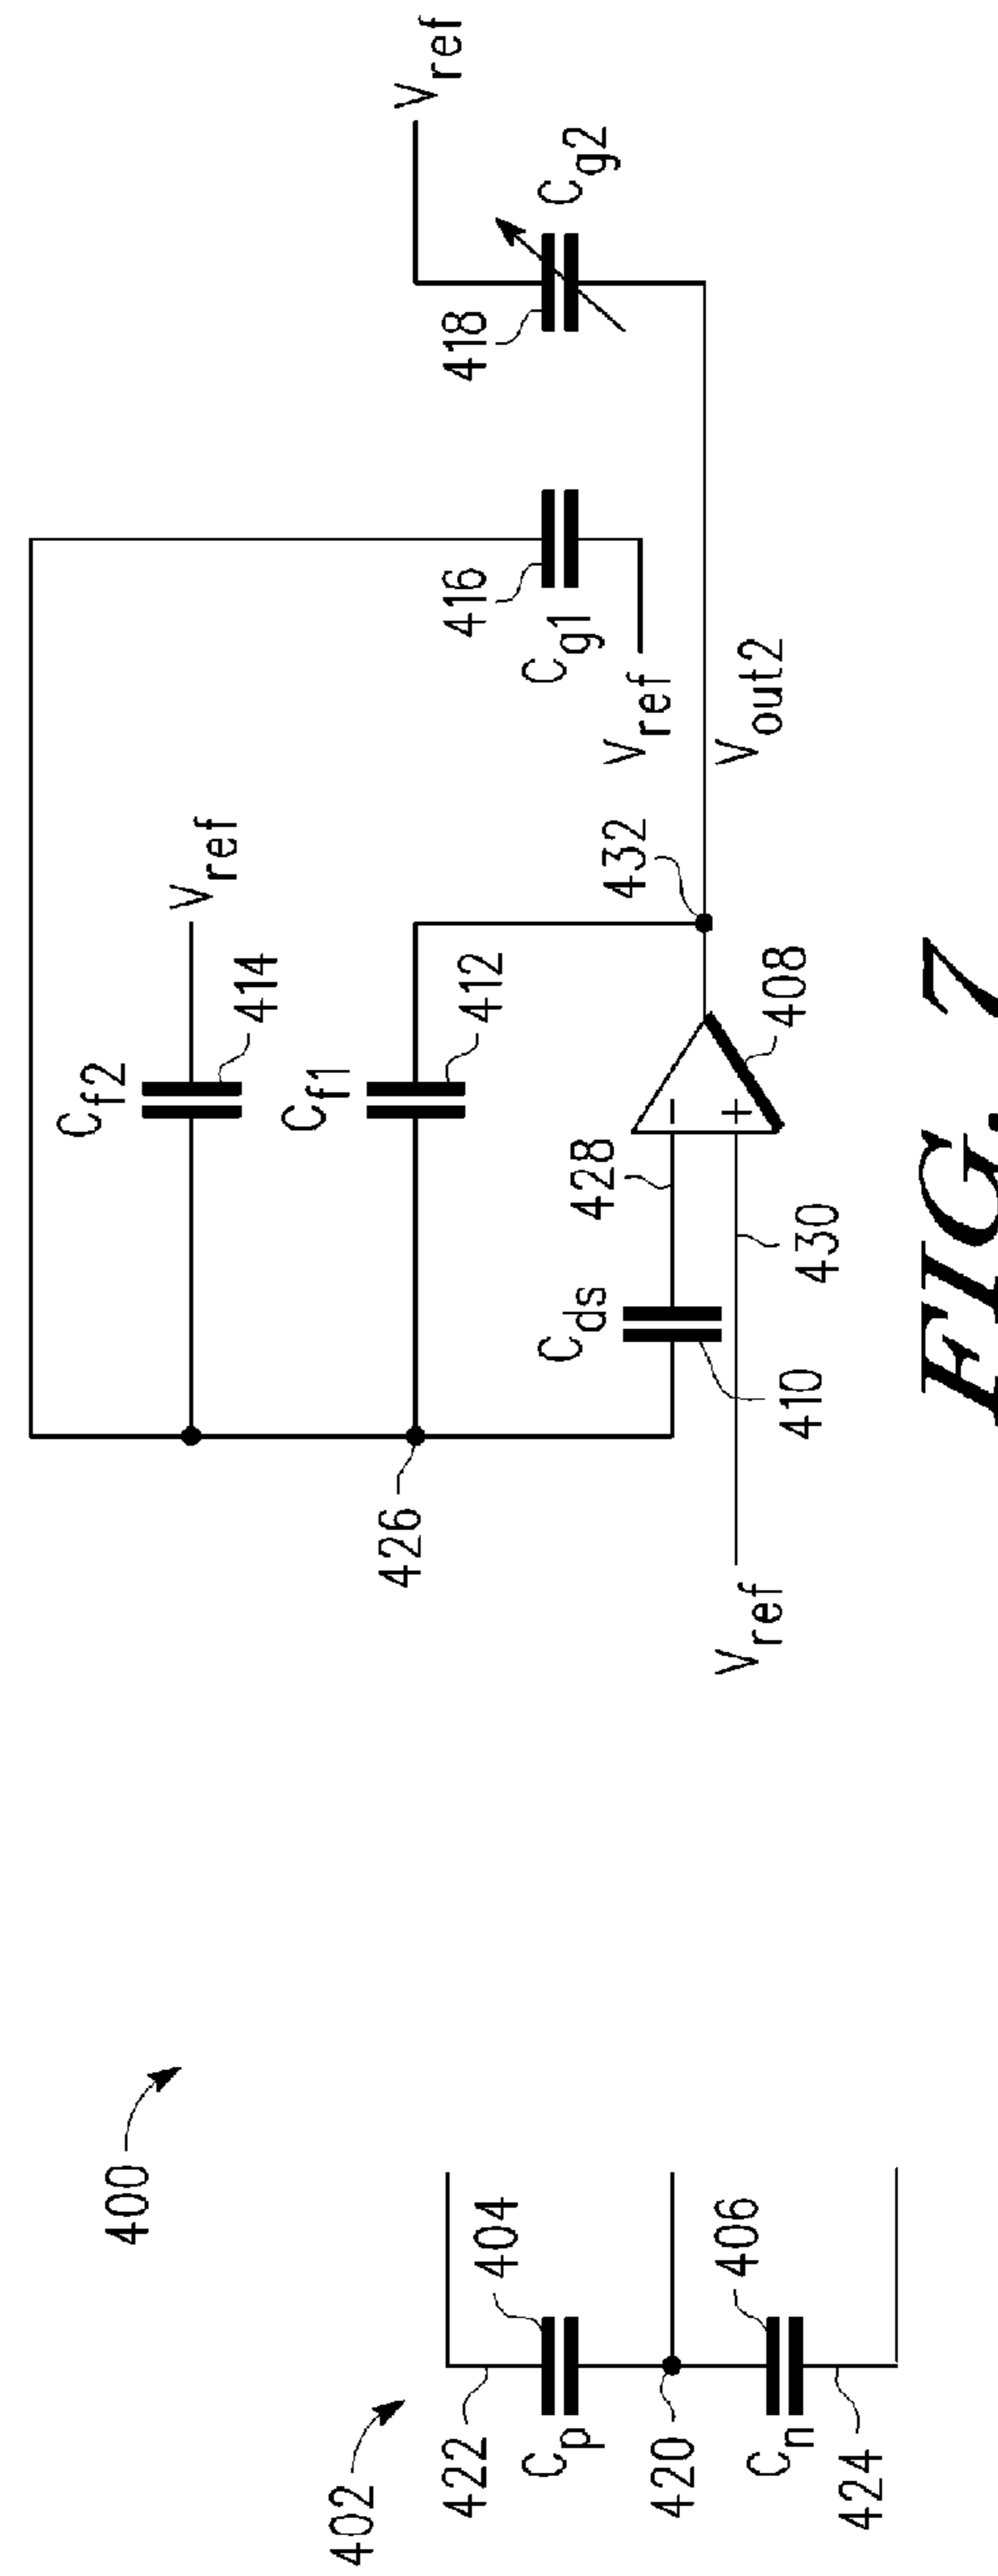 400
402
422
404
C_p
420
406
C_n
424
426
C_f2
414
V_ref
C_f1
412
C_ds
428
410
430
V_ref
408
432
416
C_g1
V_ref
V_out2
418
C_g2
V_ref
FIG. 7